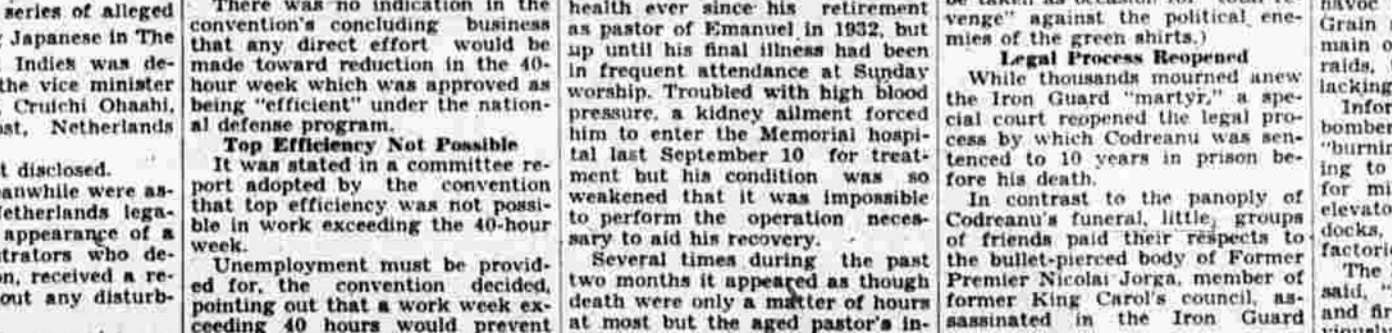 series of alleged
Japanese in The
Indies was de-
the vice minister
Cruichi Ohashi,
Netherlands
t disclosed.
eanwhile were as-
Netherlands lega-
appearance of a
strators who de-
on, received a re-
out any disturb-
There was no indication in the
convention's concluding business
that any direct effort would be
made toward reduction in the 40-
hour week which was approved as
being "efficient" under the nation-
al defense program.
Top Efficiency Not Possible
It was stated in a committee re-
port adopted by the convention
that top efficiency was not possi-
ble in work exceeding the 40-hour
week.
Unemployment must be provid-
ed for, the convention decided,
pointing out that a work week ex-
ceeding 40 hours would prevent
health ever since his retirement
as pastor of Emanuel in 1932, but
up until his final illness had been
in frequent attendance at Sunday
worship. Troubled with high blood
pressure, a kidney ailment forced
him to enter the Memorial hospi-
tal last September 10 for treat-
ment but his condition was so
weakened that it was impossible
to perform the operation neces-
sary to aid his recovery.
Several times during the past
two months it appeared as though
death were only a matter of hours
at most but the aged pastor's in-
venge" against the political ene-
mies of the green shirts.)
Legal Process Reopened
While thousands mourned anew
the Iron Guard "martyr," a spe-
cial court reopened the legal pro-
cess by which Codreanu was sen-
tenced to 10 years in prison be-
fore his death.
In contrast to the panoply of
Codreanu's funeral, little groups
of friends paid their respects to
the bullet-pierced body of Former
Premier Nicolai Jorga, member of
former King Carol's council, as-
sassinated in the Iron Guard
havoc
Grain
main o
raids,
lacking
Infor
bomber
"burnin
ing to
for mi
elevato
docks,
factori
The
said, "
and fi